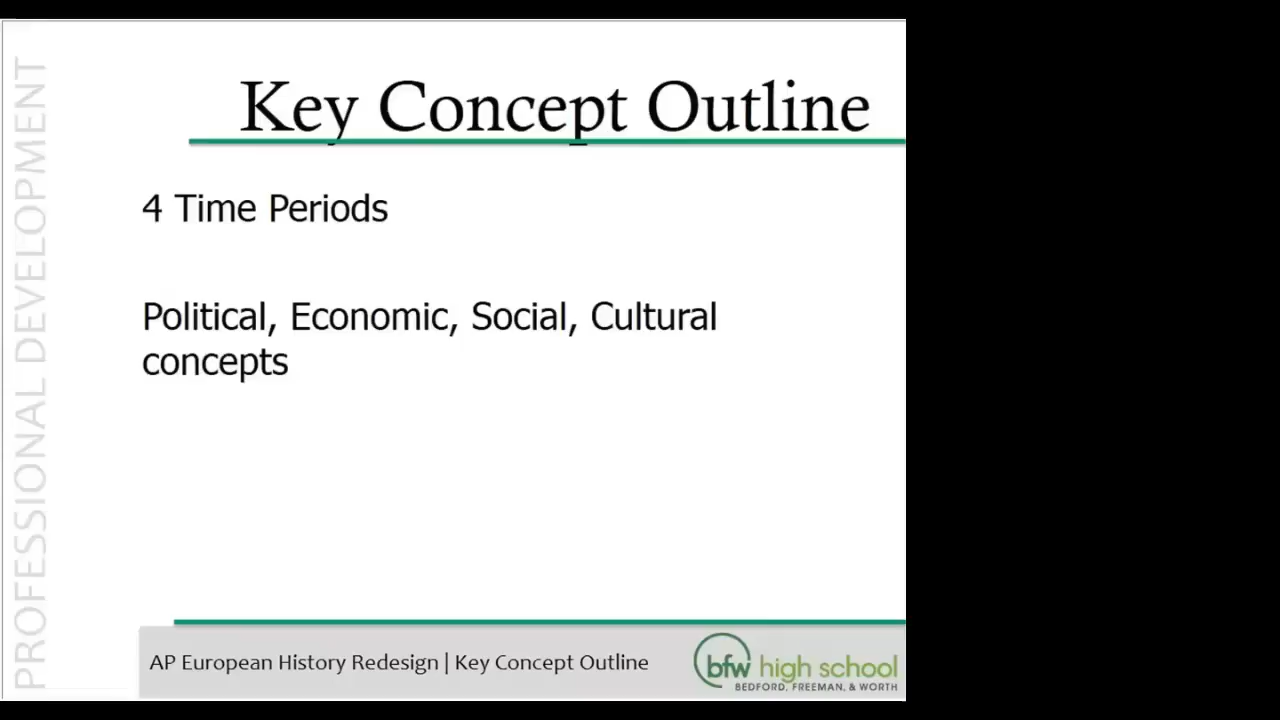 PROFESSIONAL DEVELOPMENT
Key Concept Outline
4 Time Periods
Political, Economic, Social, Cultural
concepts
AP European History Redesign | Key Concept Outline
bfw high school
BEDFORD, FREEMAN, & WORTH